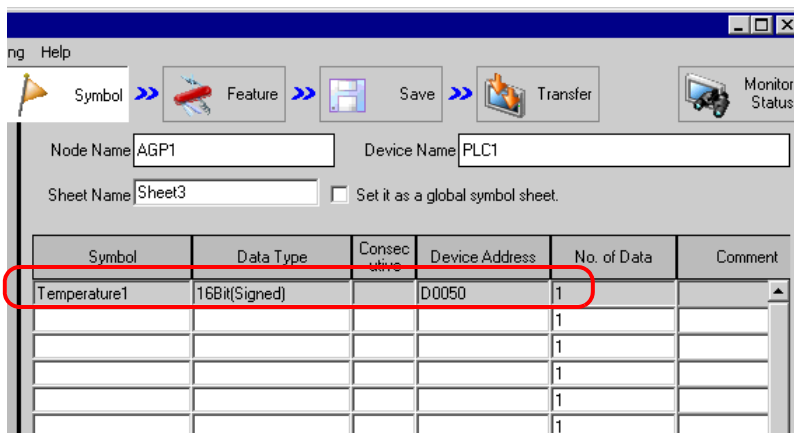 ng Help
Symbol Feature Save Transfer Monitor Status
Node Name AGP1 Device Name PLC1
Sheet Name Sheet3 Set it as a global symbol sheet.
Symbol Data Type Consecutive Device Address No. of Data Comment
Temperature1 16Bit(Signed) D0050 1
1
1
1
1
1